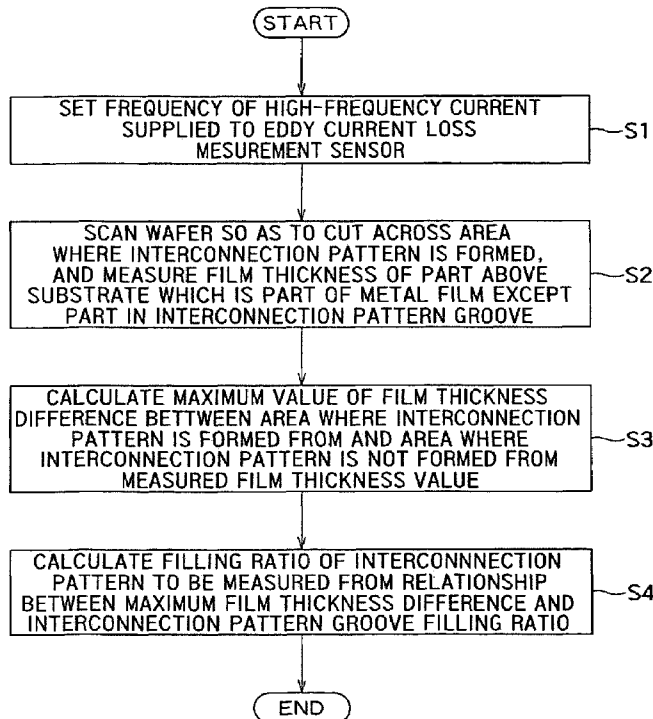 START
SET FREQUENCY OF HIGH-FREQUENCY CURRENT
SUPPLIED TO EDDY CURRENT LOSS
MESUREMENT SENSOR
S1
SCAN WAFER SO AS TO CUT ACROSS AREA
WHERE INTERCONNECTION PATTERN IS FORMED,
AND MEASURE FILM THICKNESS OF PART ABOVE
SUBSTRATE WHICH IS PART OF METAL FILM EXCEPT
PART IN INTERCONNECTION PATTERN GROOVE
S2
CALCULATE MAXIMUM VALUE OF FILM THICKNESS
DIFFERENCE BETTWEEN AREA WHERE INTERCONNECTION
PATTERN IS FORMED FROM AND AREA WHERE
INTERCONNECTION PATTERN IS NOT FORMED FROM
MEASURED FILM THICKNESS VALUE
S3
CALCULATE FILLING RATIO OF INTERCONNNECTION
PATTERN TO BE MEASURED FROM RELATIONSHIP
BETWEEN MAXIMUM FILM THICKNESS DIFFERENCE AND
INTERCONNECTION PATTERN GROOVE FILLING RATIO
S4
END